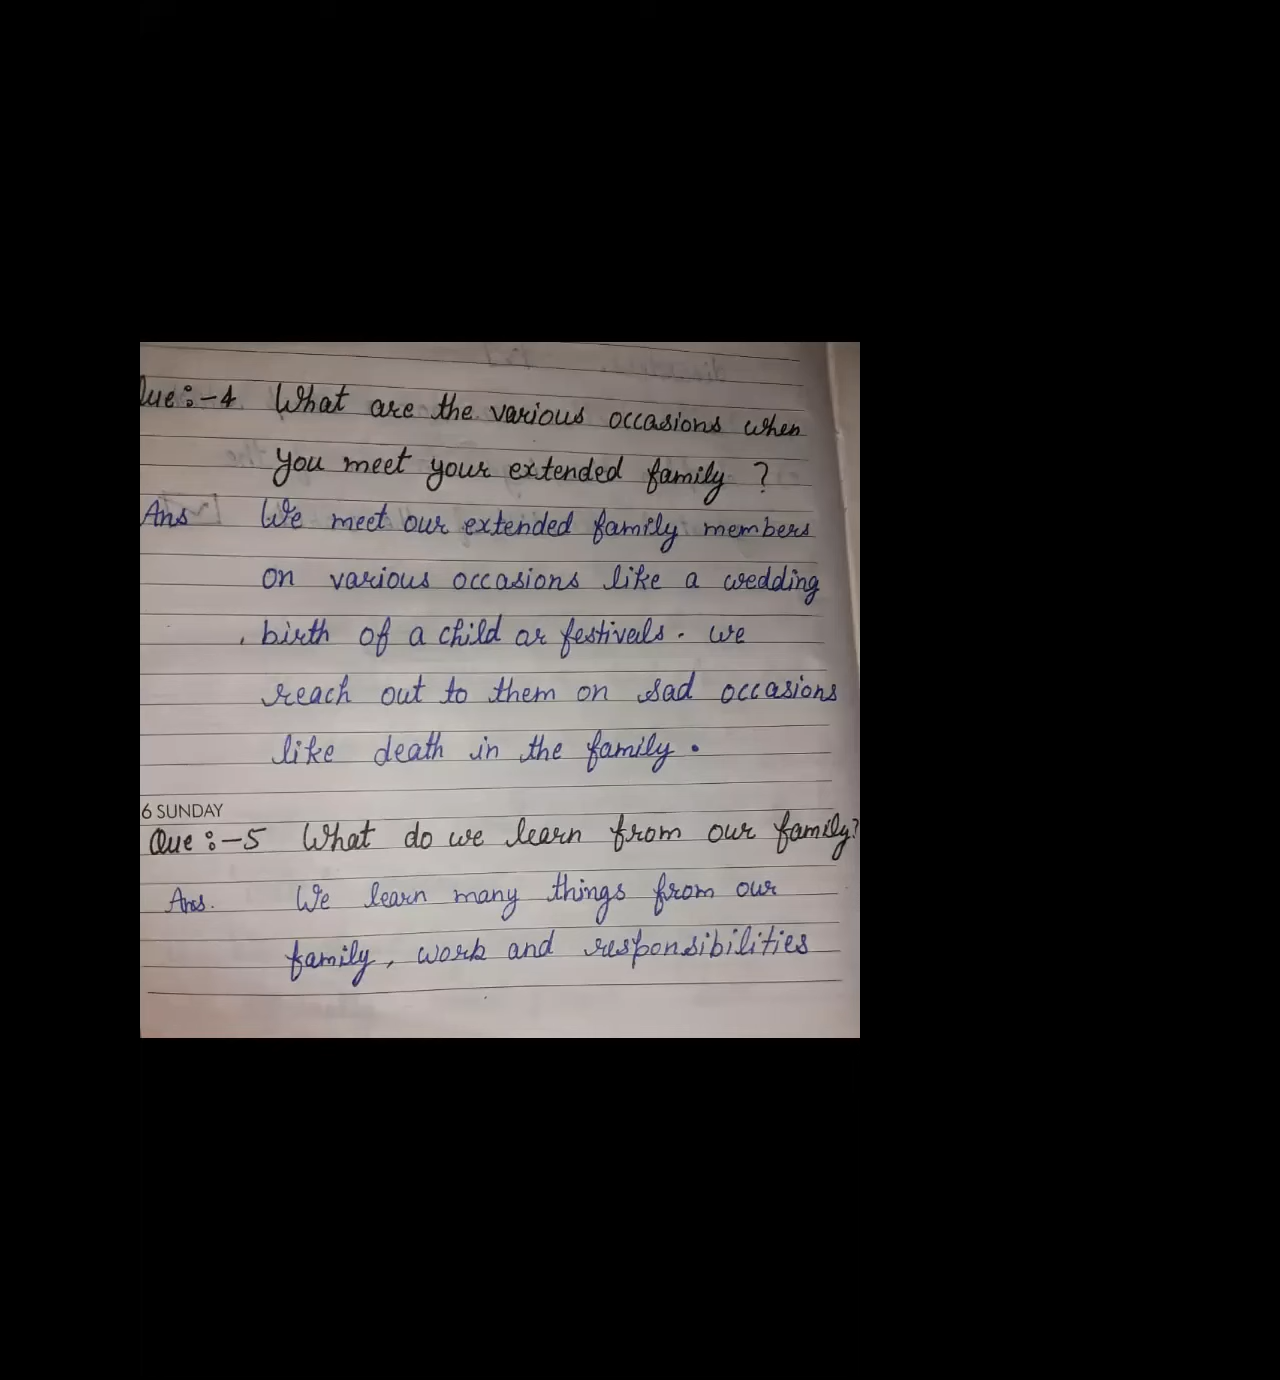 Que:-4 What are the various occasions when
you meet your extended family ?
Ans We meet our extended family members
on various occasions like a wedding
, birth of a child or festivals. we
reach out to them on sad occasions
like death in the family.
6 SUNDAY
Que:-5 What do we learn from our family?
Ans. We learn many things from our
family, work and responsibilities